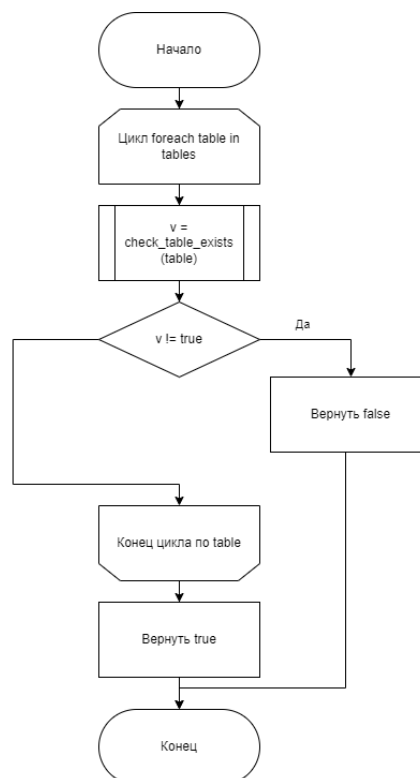 Начало
Цикл foreach table in
tables
v =
check_table_exists
(table)
v != true
Да
Вернуть false
Конец цикла по table
Вернуть true
Конец